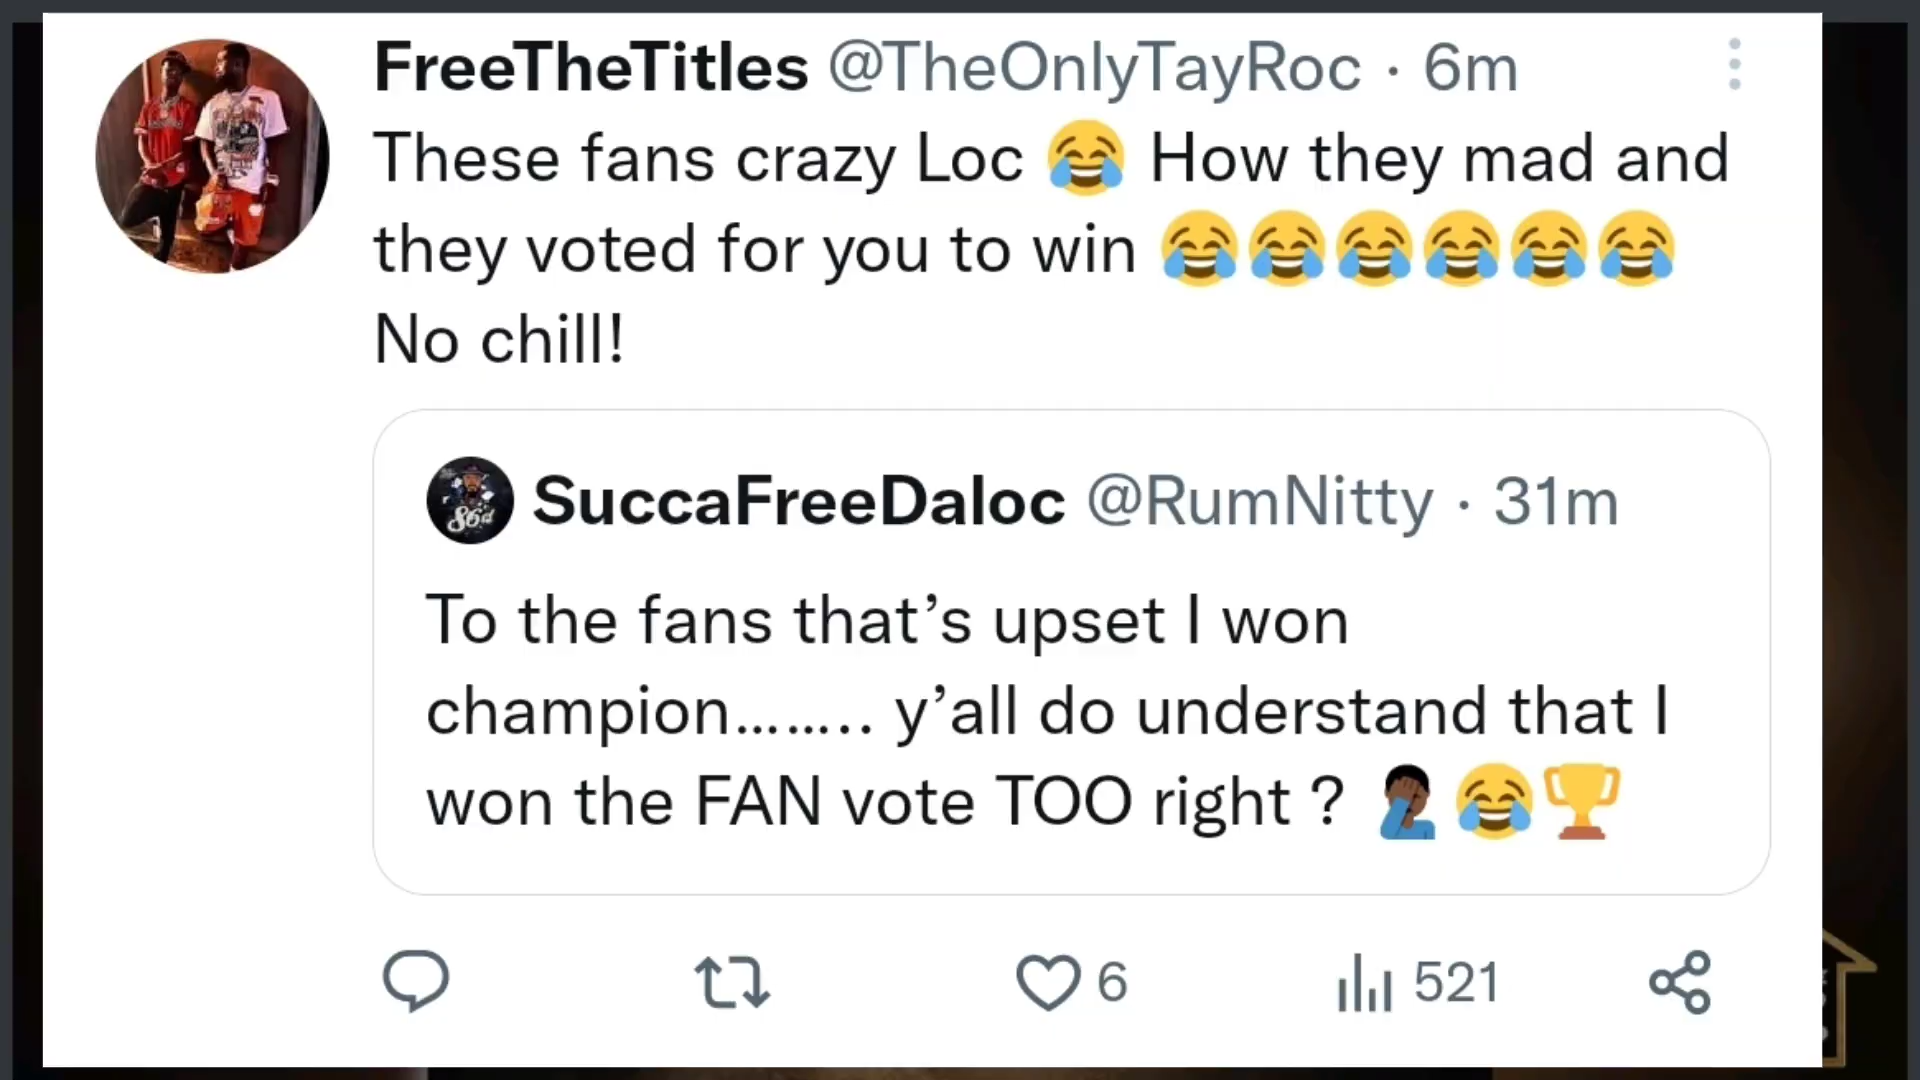 FreeTheTitles @TheOnlyTayRoc · 6m
These fans crazy Loc 😂 How they mad and
they voted for you to win 😂😂😂😂😂😂
No chill!
SuccaFreeDaloc @RumNitty · 31m
To the fans that’s upset I won
champion…….. y’all do understand that I
won the FAN vote TOO right ? 🤦🏿‍♂️😂🏆
6
521